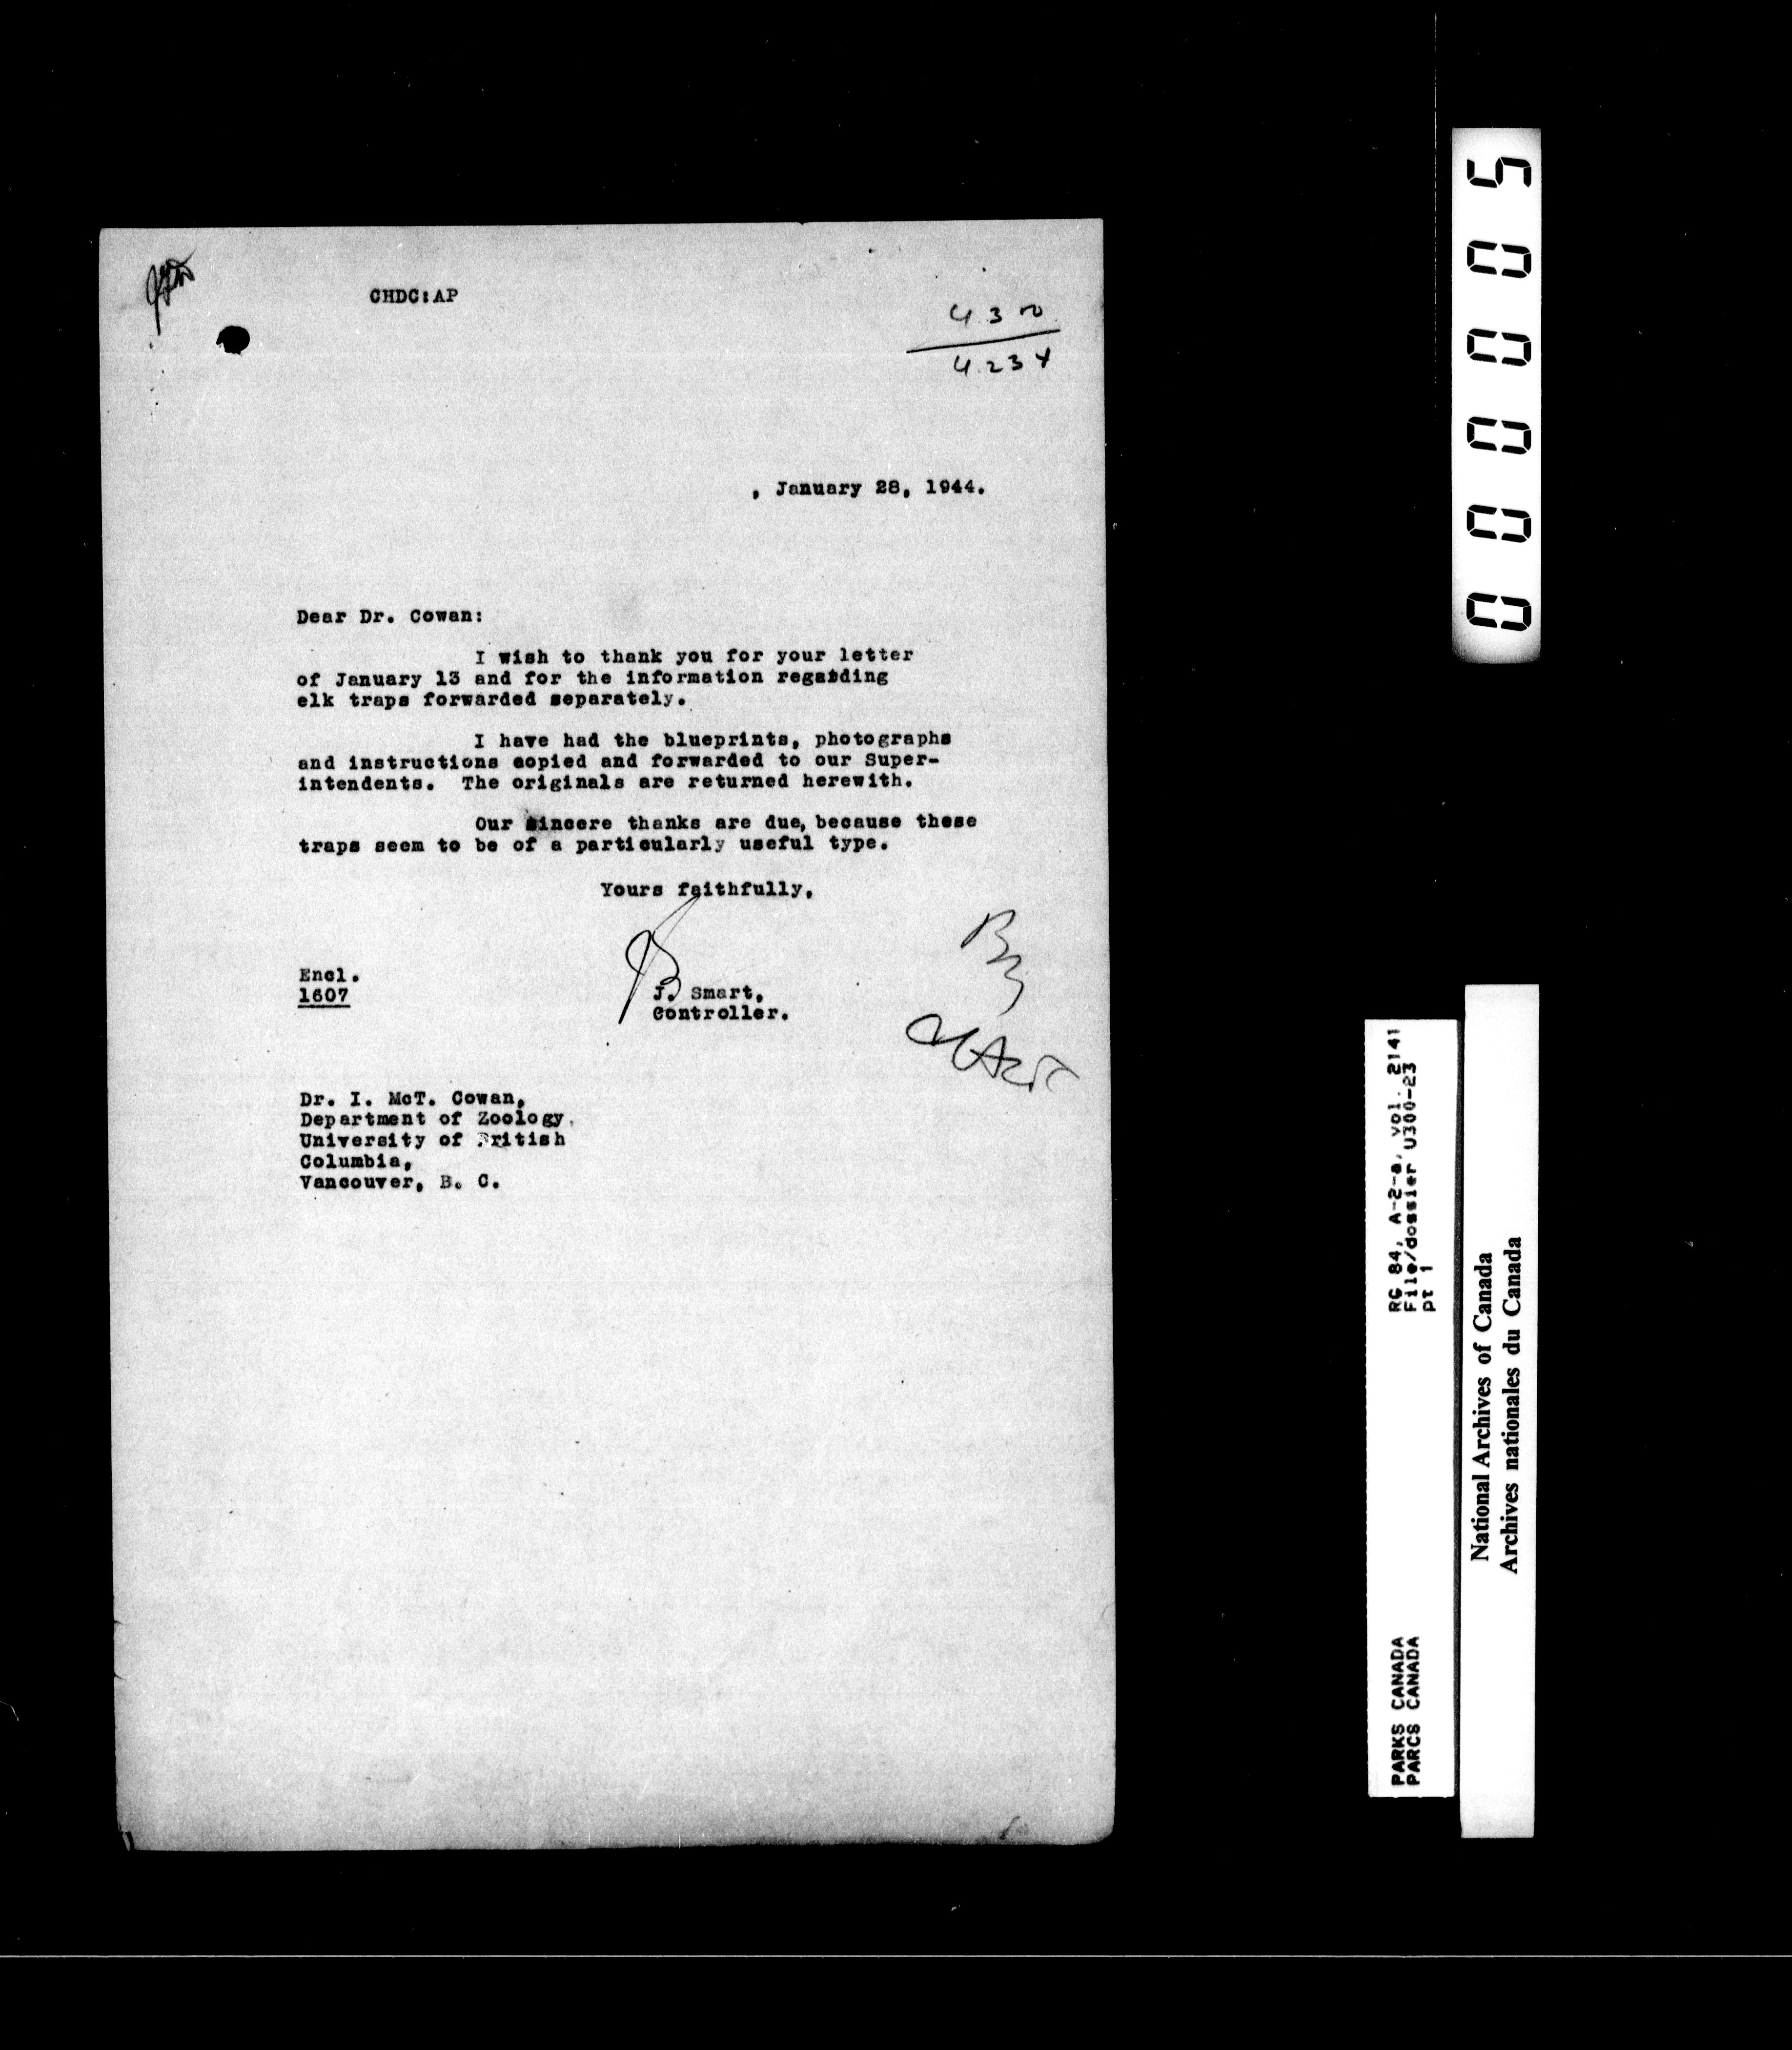 CHDC:AP
, January 28, 1944.
Dear Dr. Cowan:
I wish to thank you for your letter
of January 13 and for the information regarding
elk traps forwarded separately.
I have had the blueprints, photographs
and instructions copied and forwarded to our Super-
intendents. The originals are returned herewith.
Our sincere thanks are due, because these
traps seem to be of a particularly useful type.
Yours faithfully,
Encl.
1607
J. Smart,
Controller.
Dr. I. McT. Cowan,
Department of Zoology,
University of British
Columbia,
Vancouver, B. C.
000005
RG 84, A-2-a, vol. 2141
File/dossier U300-23
pt 1
PARKS CANADA
PARCS CANADA
National Archives of Canada
Archives nationales du Canada